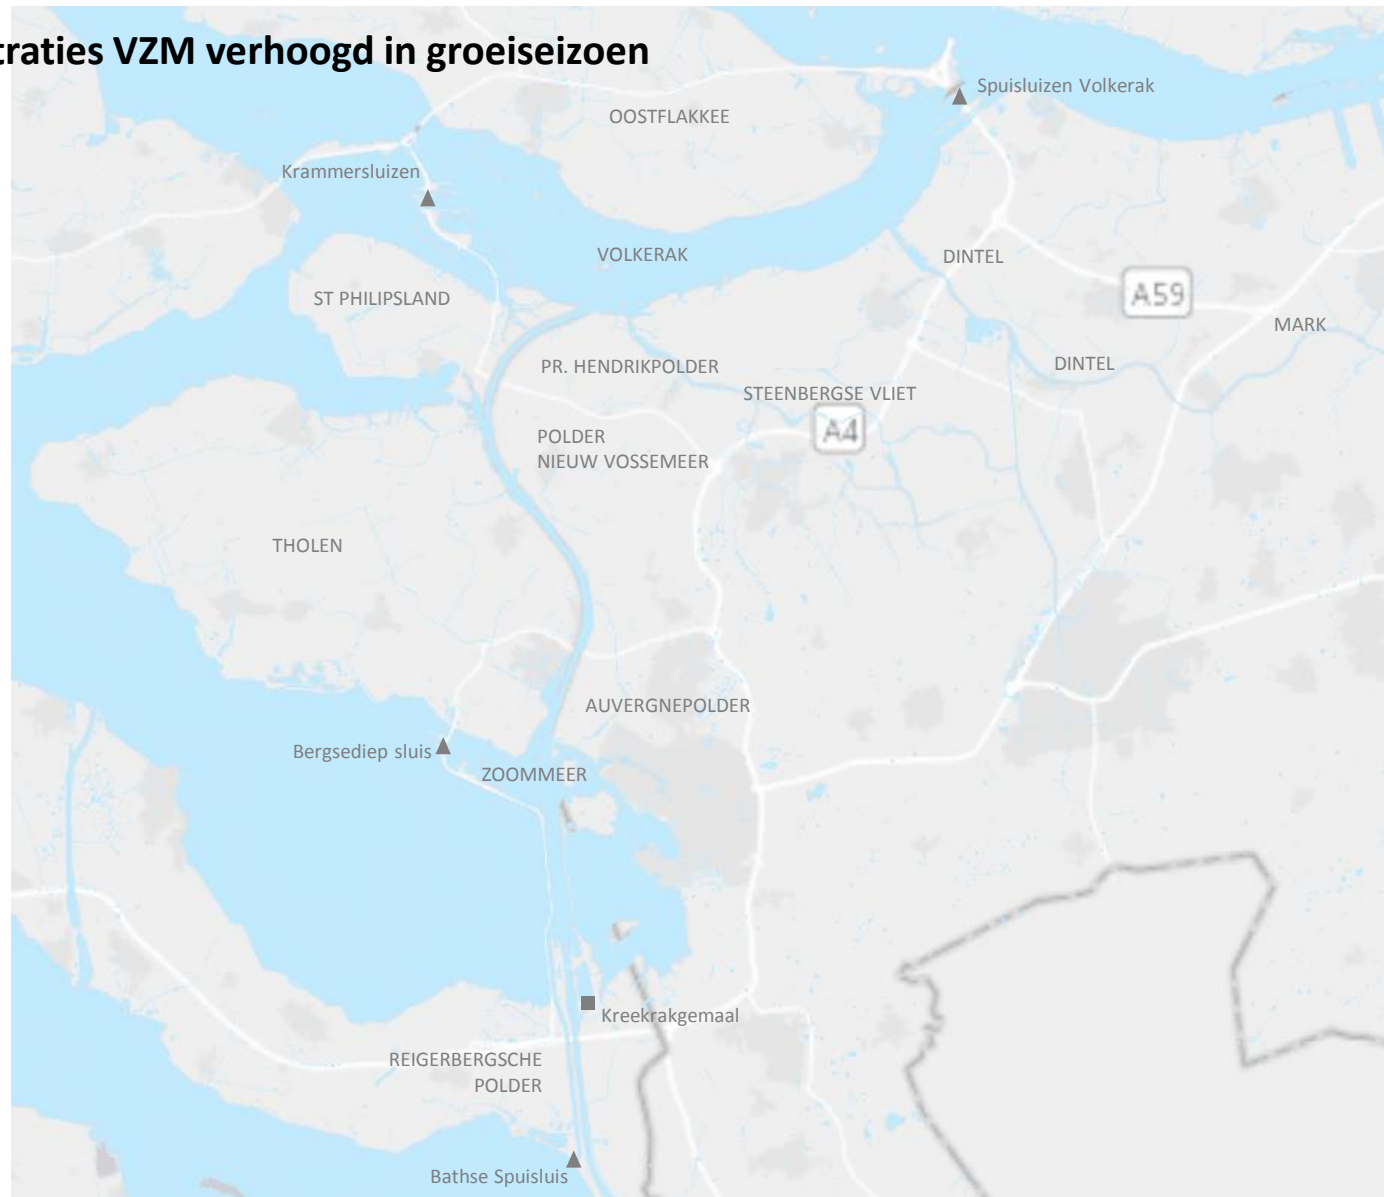 VZM verhoogd in groeiseizoen
Spuisluizen Volkerak
OOSTFLAKKEE
Krammersluizen
VOLKERAK
DINTEL
ST PHILIPSLAND
A59
MARK
PR. HENDRIKPOLDER
DINTEL
STEENBERGSE VLIET
A4
POLDER
NIEUW VOSSEMEER
THOLEN
AUVERGNEPOLDER
Bergsediep sluis
ZOOMMEER
Kreekrakgemaal
REIGERBERGSCHE
POLDER
Bathse Spuisluis